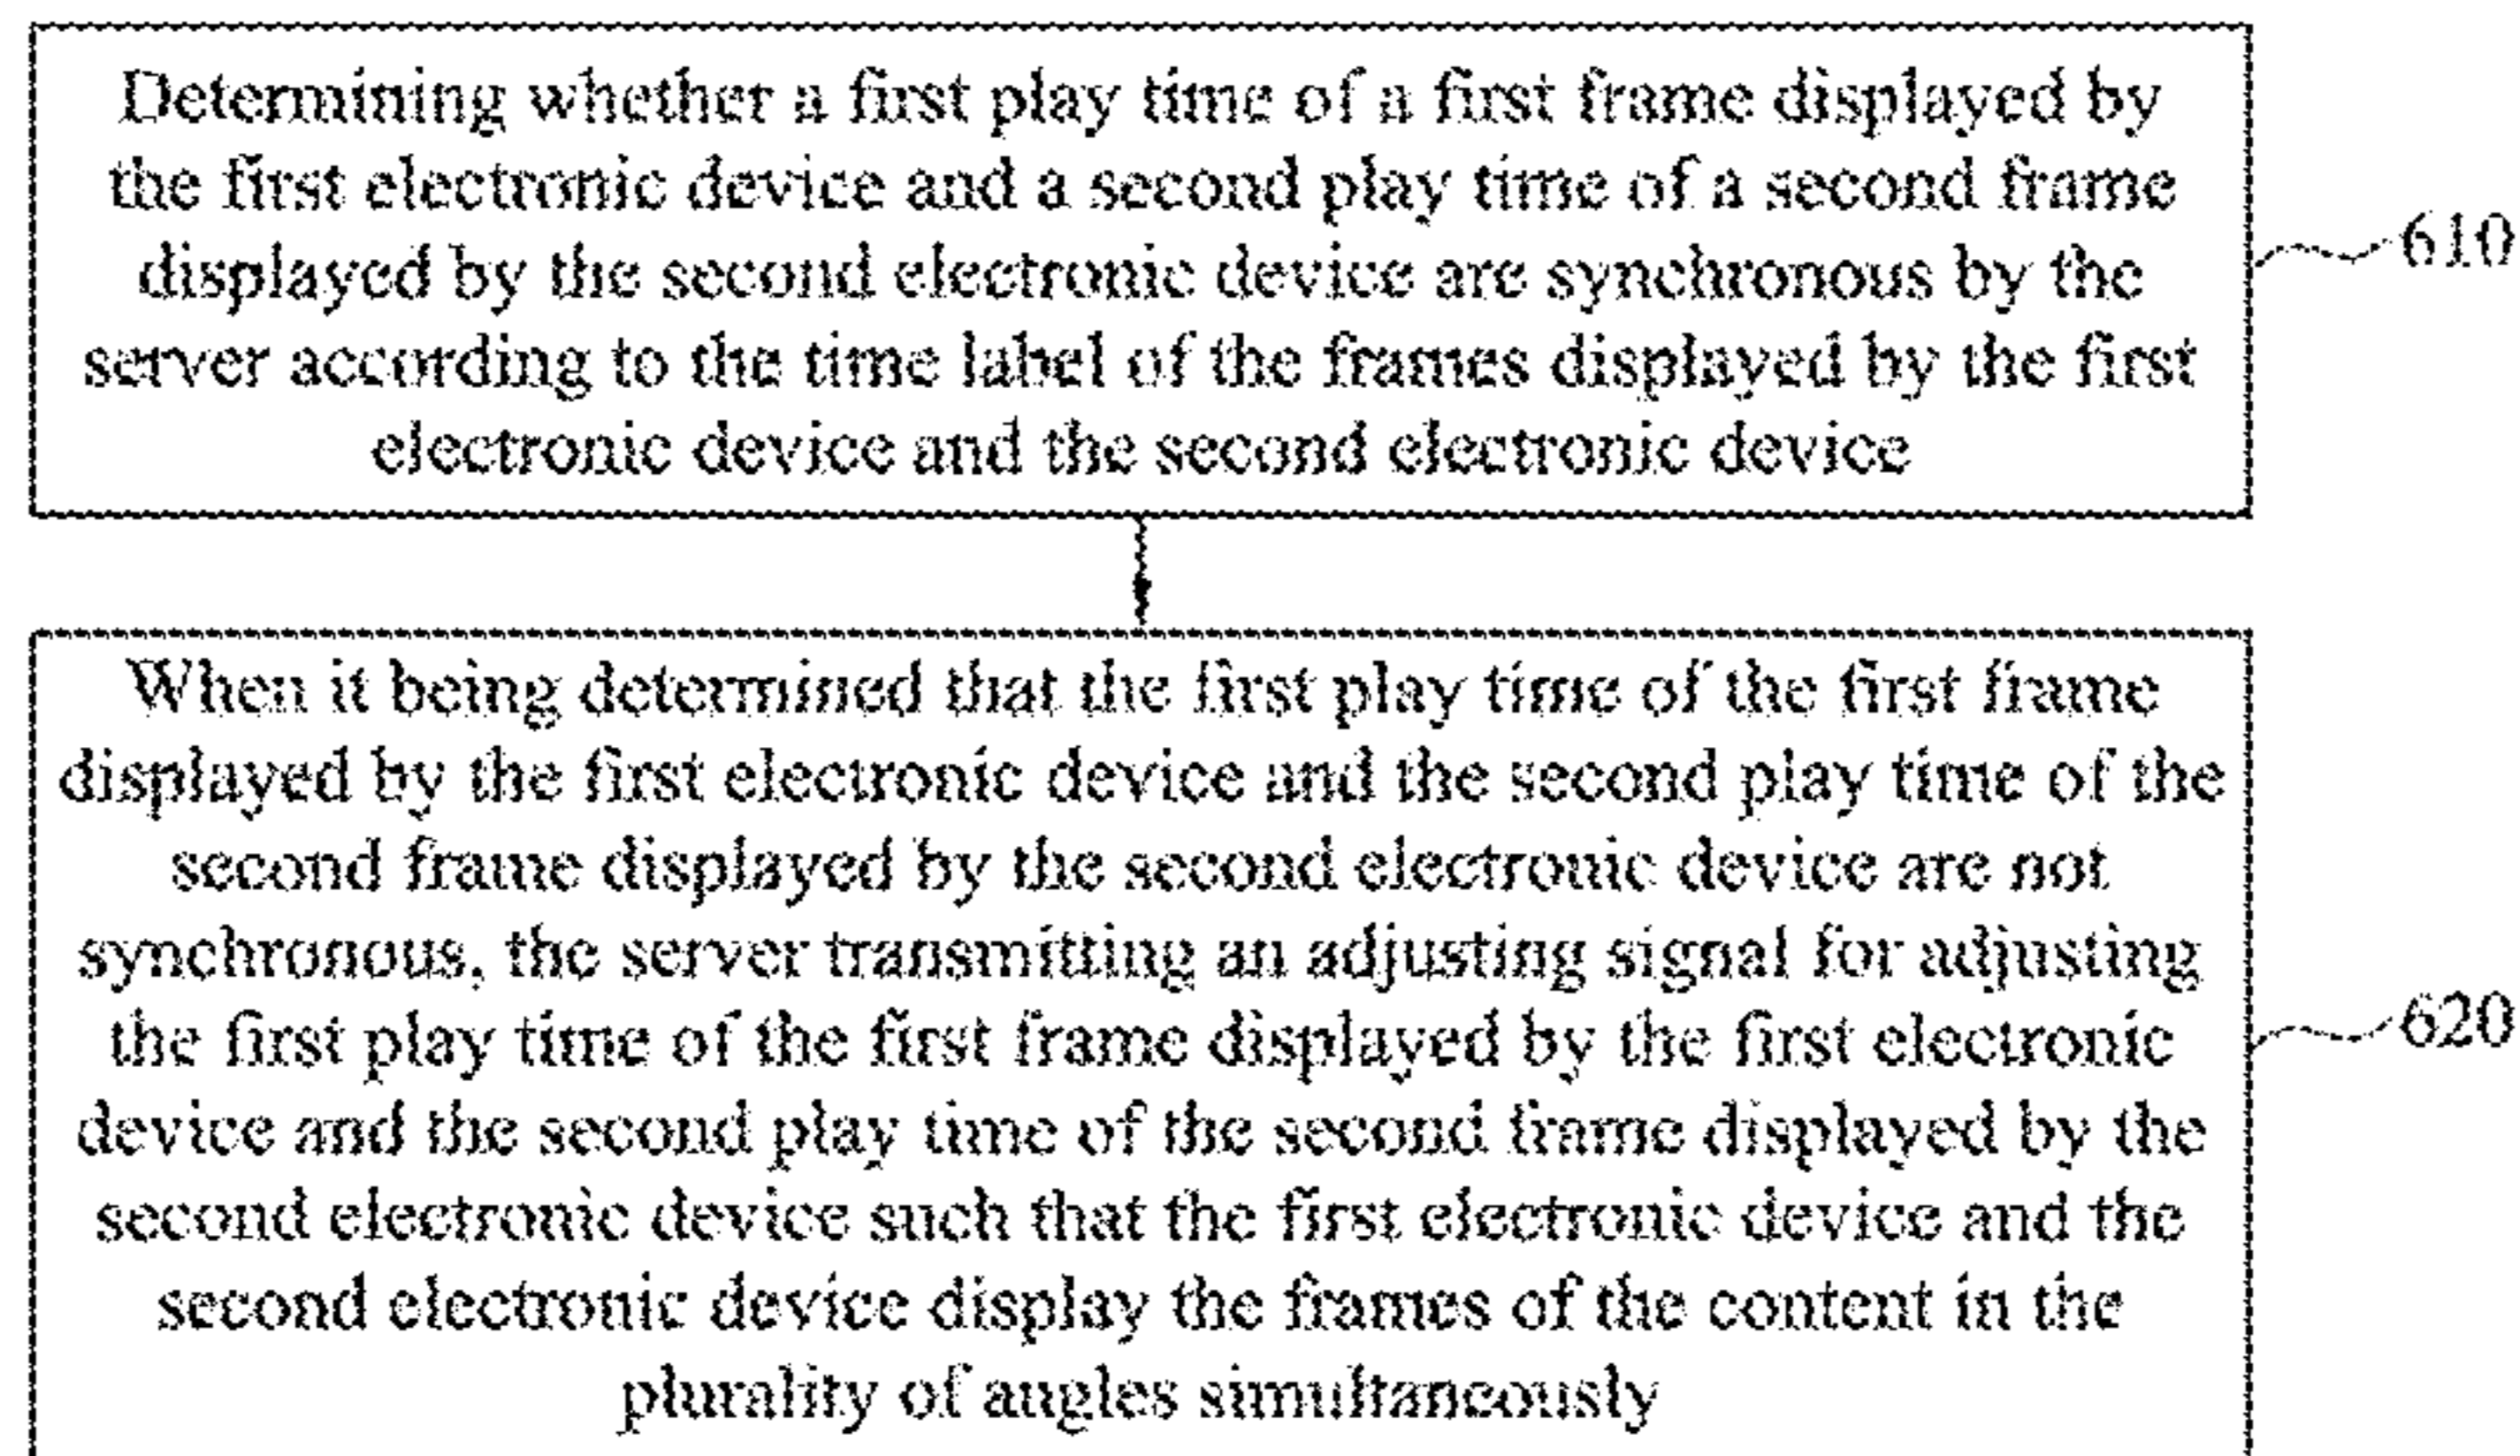 Determining whether a first play time of a first frame displayed by
the first electronic device and a second play time of a second frame
displayed by the second electronic device are synchronous by the
server according to the time label of the frames displayed by the first
electronic device and the second electronic device
610
When it being determined that the first play time of the first frame
displayed by the first electronic device and the second play time of the
second frame displayed by the second electronic device are not
synchronous, the server transmitting an adjusting signal for adjusting
the first play time of the first frame displayed by the first electronic
device and the second play time of the second frame displayed by the
second electronic device such that the first electronic device and the
second electronic device display the frames of the content in the
plurality of angles simultaneously
620